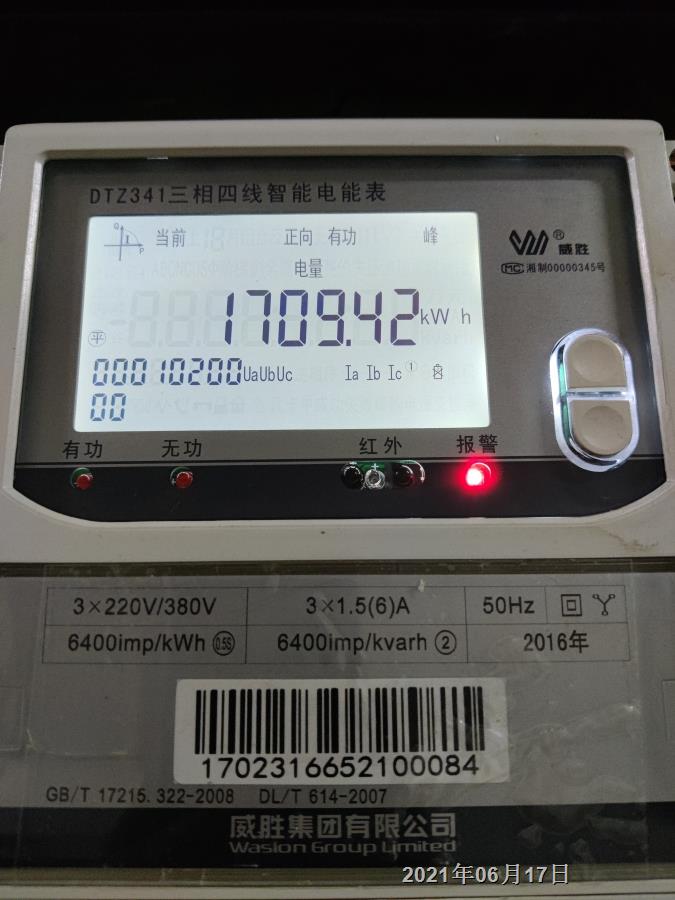 DTZ341三相四线智能电能表
当前 正向 有功 峰
电量
1709.42kWh
平
00010200UaUbUc Ia Ib Ic ①
00
威胜
MC 湘制00000345号
有功 无功 红外 报警
3×220V/380V 3×1.5(6)A 50Hz
6400imp/kWh 0.5S 6400imp/kvarh ② 2016年
1702316652100084
GB/T 17215.322-2008 DL/T 614-2007
威胜集团有限公司
Wasion Group Limited
2021年06月17日